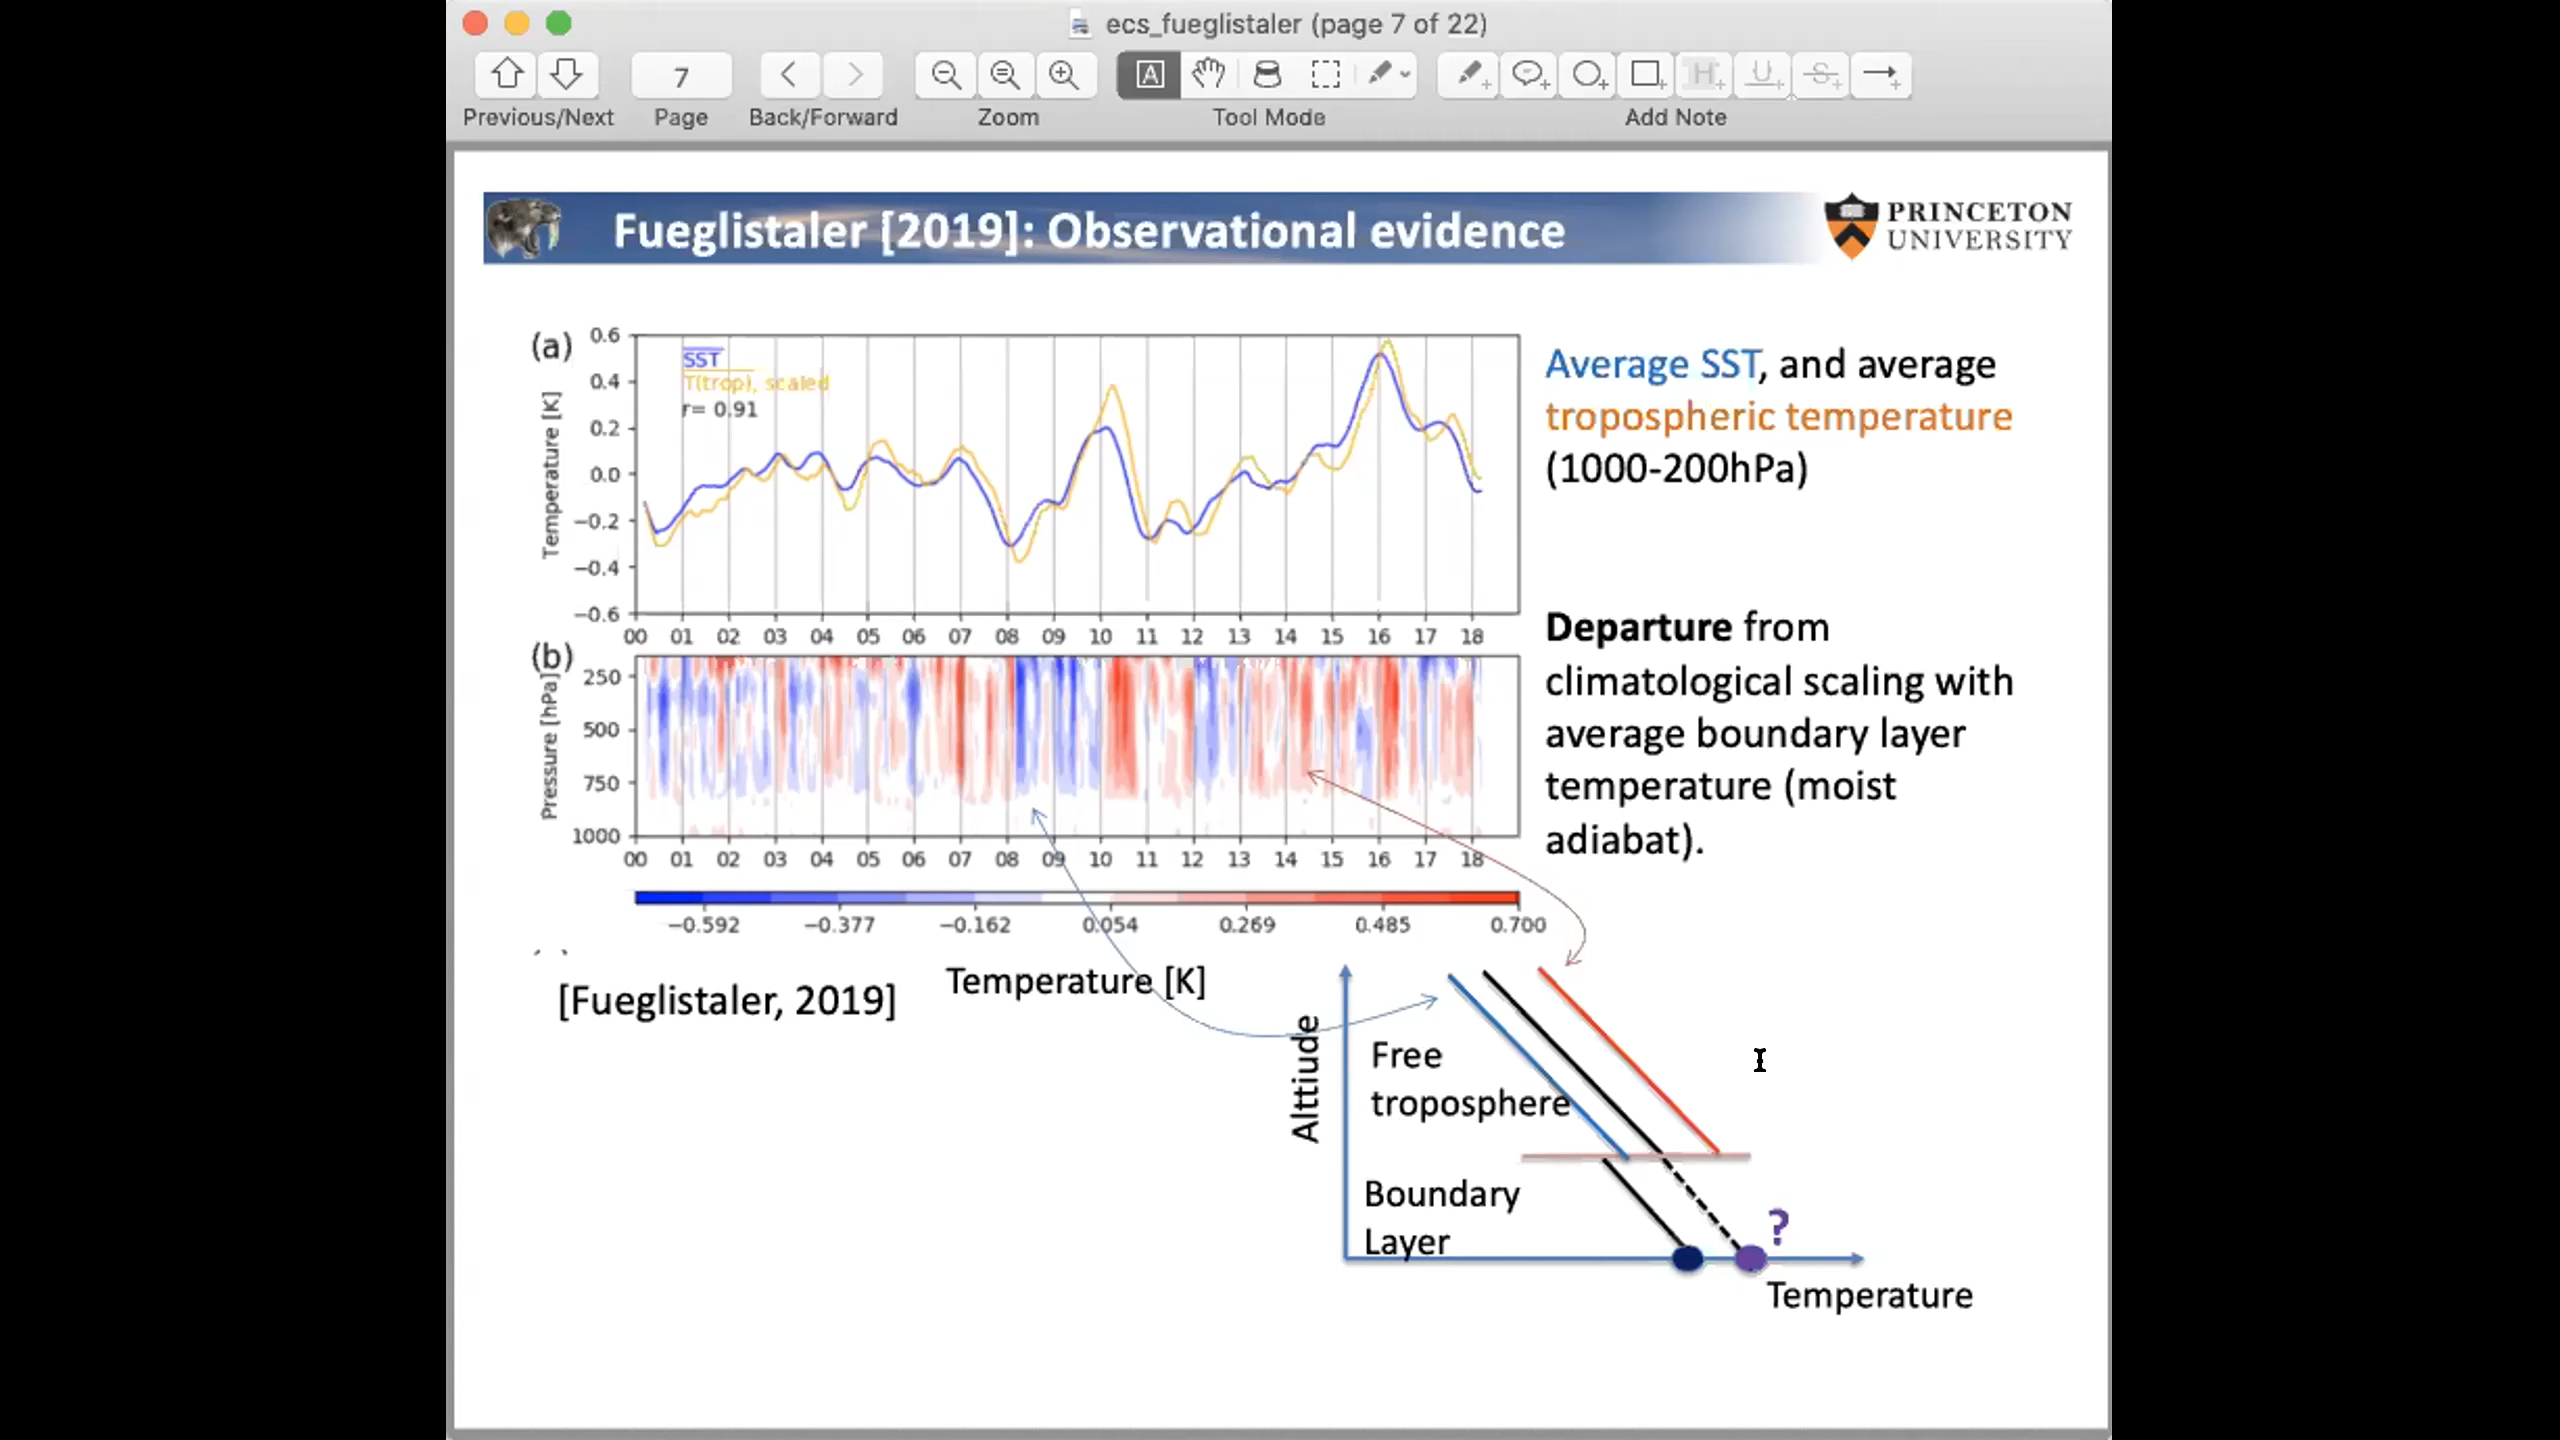 ecs_fueglistaler (page 7 of 22)
7
Previous/Next
Page
Back/Forward
Zoom
Tool Mode
Add Note
Fueglistaler [2019]: Observational evidence
PRINCETON
UNIVERSITY
(a)
SST
T(trop), scaled
r= 0.91
Temperature [K]
0.6
0.4
0.2
0.0
−0.2
−0.4
−0.6
00 01 02 03 04 05 06 07 08 09 10 11 12 13 14 15 16 17 18
Average SST, and average
tropospheric temperature
(1000-200hPa)
(b)
Pressure [hPa]
250
500
750
1000
00 01 02 03 04 05 06 07 08 09 10 11 12 13 14 15 16 17 18
−0.592 −0.377 −0.162 0.054 0.269 0.485 0.700
Temperature [K]
Departure from
climatological scaling with
average boundary layer
temperature (moist
adiabat).
[Fueglistaler, 2019]
Alttiude
Free
troposphere
Boundary
Layer
?
Temperature